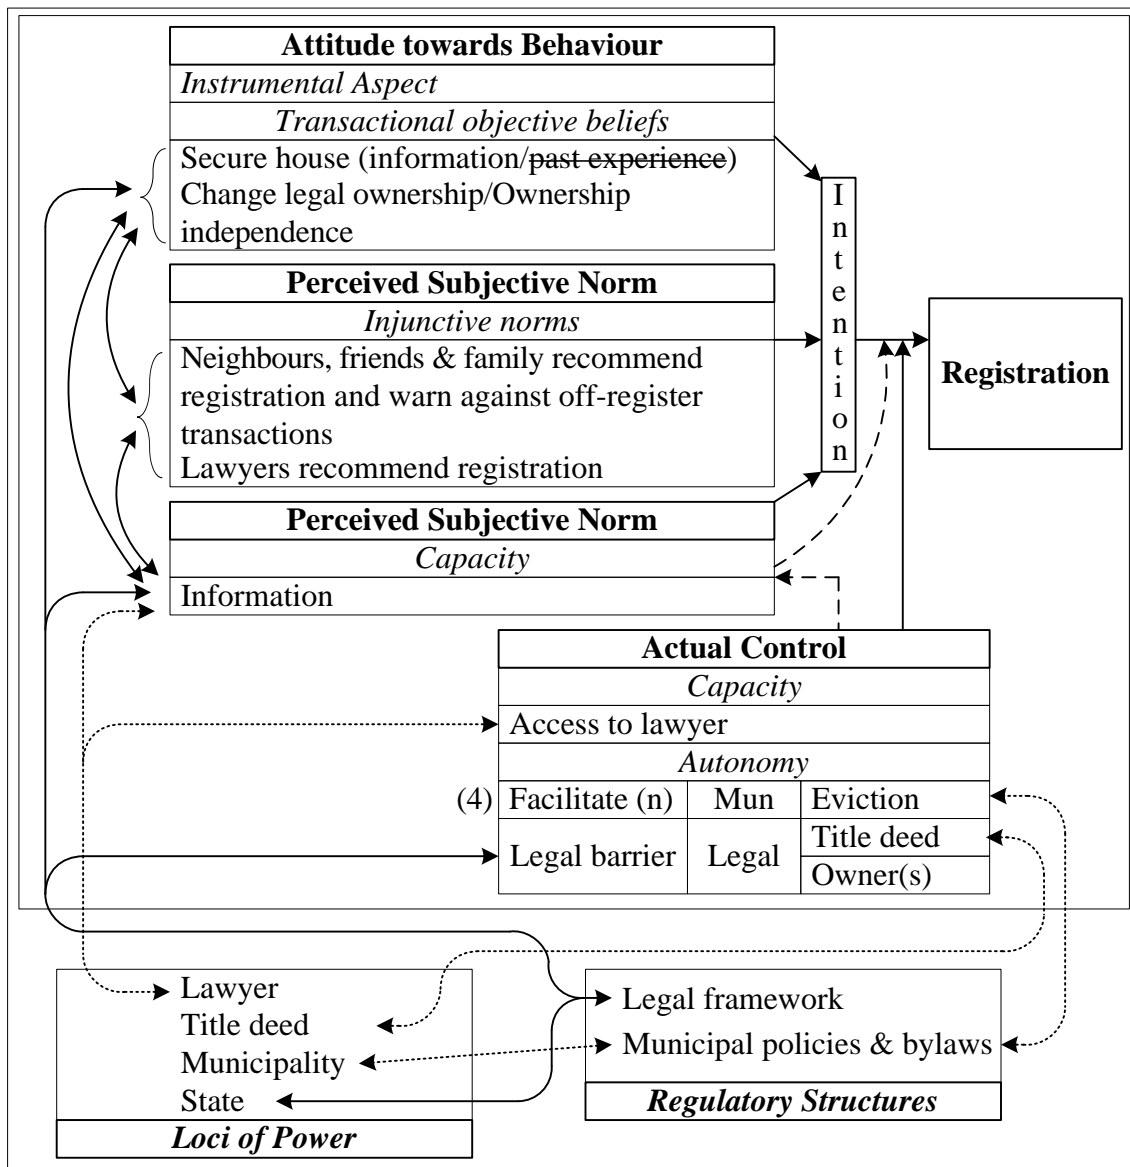 Attitude towards Behaviour
Instrumental Aspect
Transactional objective beliefs
Secure house (information/past experience)
Change legal ownership/Ownership
independence
Perceived Subjective Norm
Injunctive norms
Neighbours, friends & family recommend
registration and warn against off-register
transactions
Lawyers recommend registration
Perceived Subjective Norm
Capacity
Information
Intention
Registration
Actual Control
Capacity
Access to lawyer
Autonomy
(4) Facilitate (n) Mun Eviction
Legal barrier Legal Title deed
Owner(s)
Lawyer
Title deed
Municipality
State
Loci of Power
Legal framework
Municipal policies & bylaws
Regulatory Structures